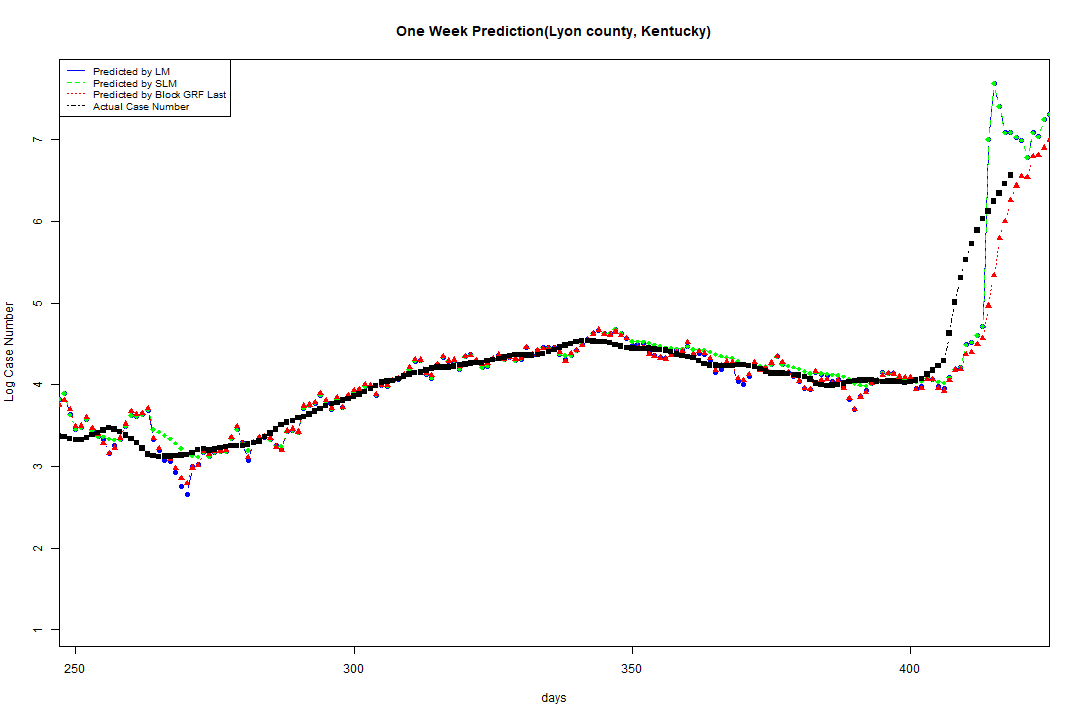 One Week Prediction(Lyon county, Kentucky)
Predicted by LM
Predicted by SLM
Predicted by Block GRF Last
Actual Case Number
Log Case Number
7
6
5
4
3
2
1
250 300 350 400
days